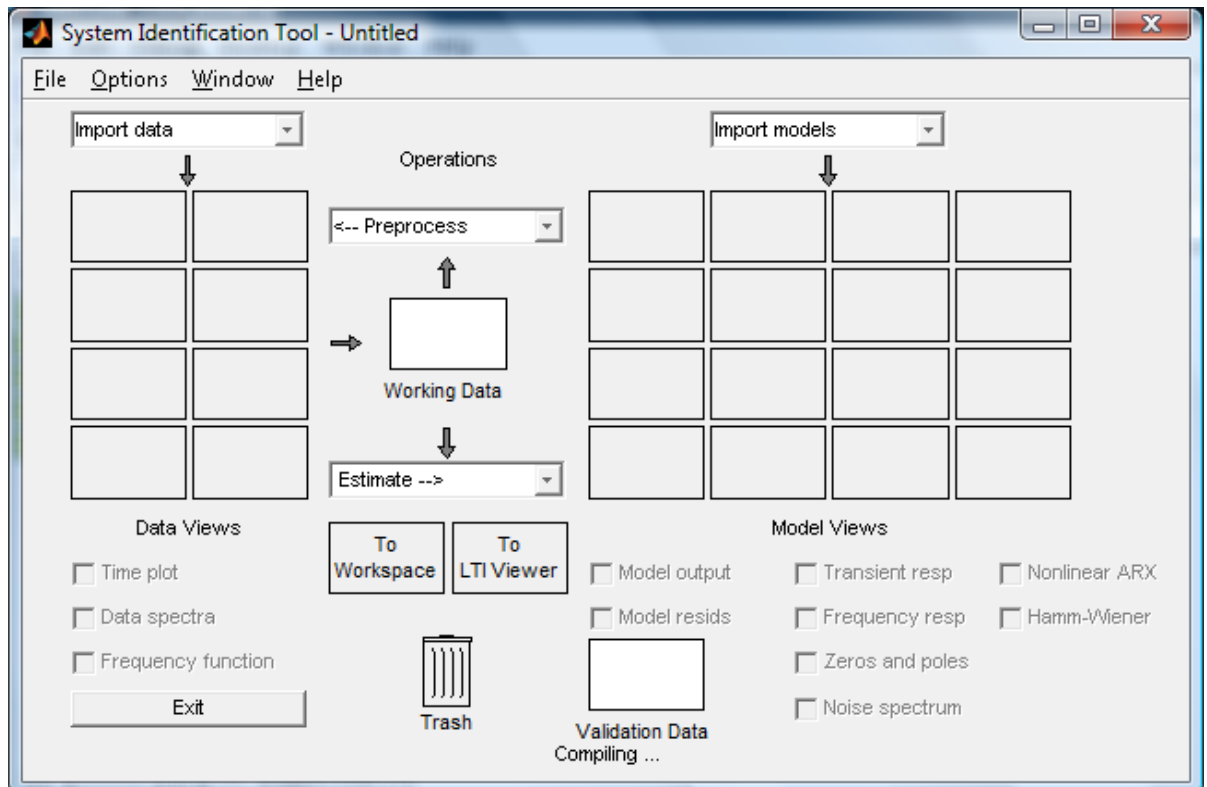 System Identification Tool - Untitled
File Options Window Help
Import data
Import models
Operations
<-- Preprocess
Working Data
Estimate -->
Data Views
Model Views
To Workspace
To LTI Viewer
Time plot
Data spectra
Frequency function
Exit
Trash
Model output
Transient resp
Nonlinear ARX
Model resids
Frequency resp
Hamm-Wiener
Zeros and poles
Noise spectrum
Validation Data
Compiling ...